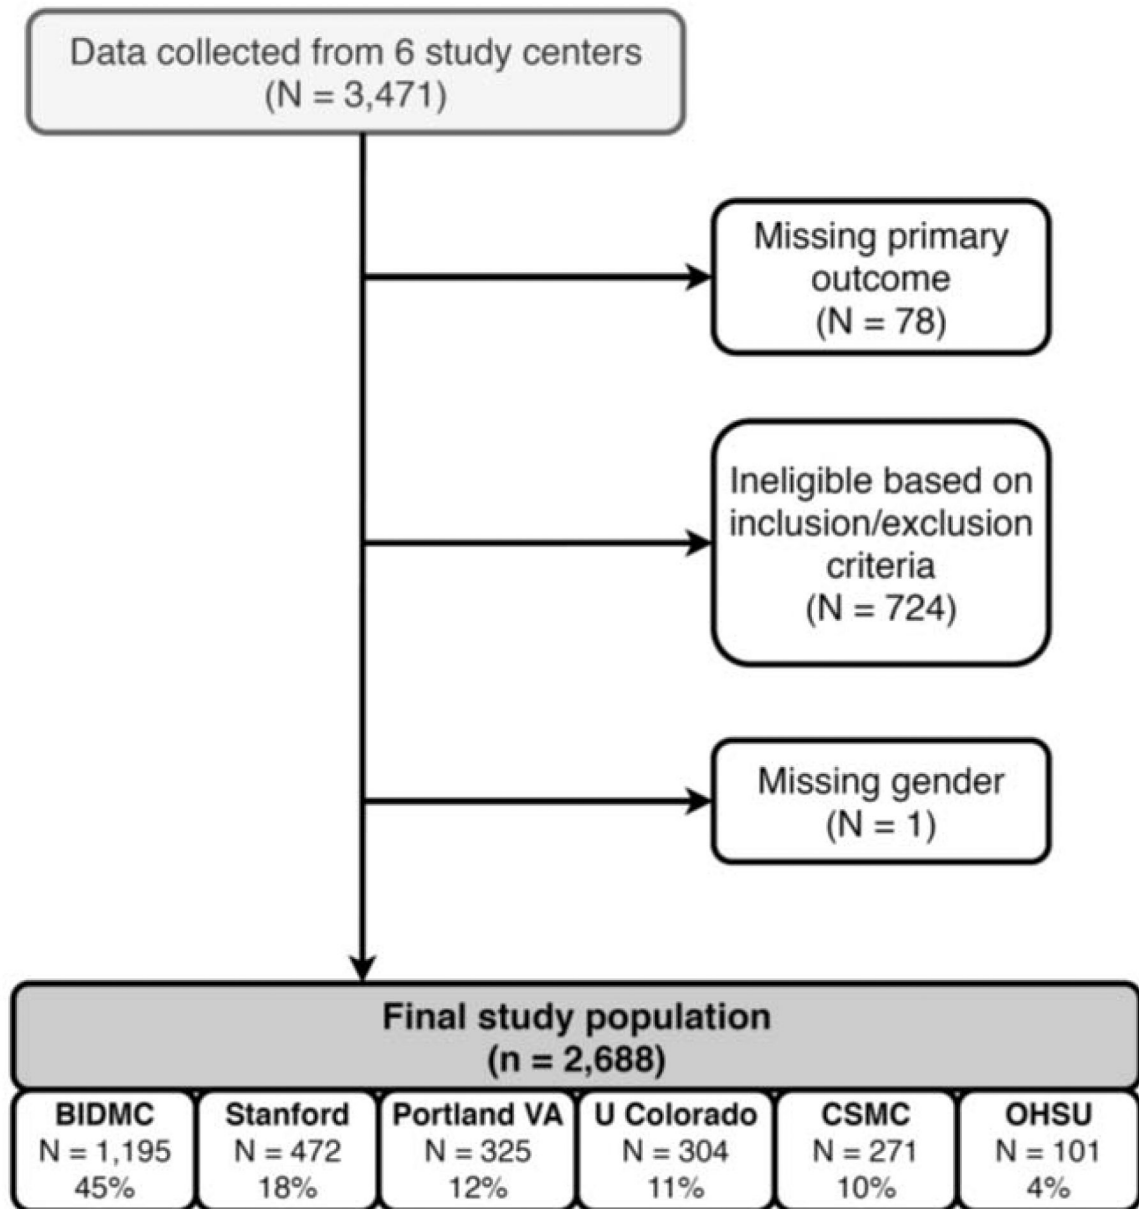 Data collected from 6 study centers
(N = 3,471)
Missing primary
outcome
(N = 78)
Ineligible based on
inclusion/exclusion
criteria
(N = 724)
Missing gender
(N = 1)
Final study population
(n = 2,688)
BIDMC
N = 1,195
45%
Stanford
N = 472
18%
Portland VA
N = 325
12%
U Colorado
N = 304
11%
CSMC
N = 271
10%
OHSU
N = 101
4%